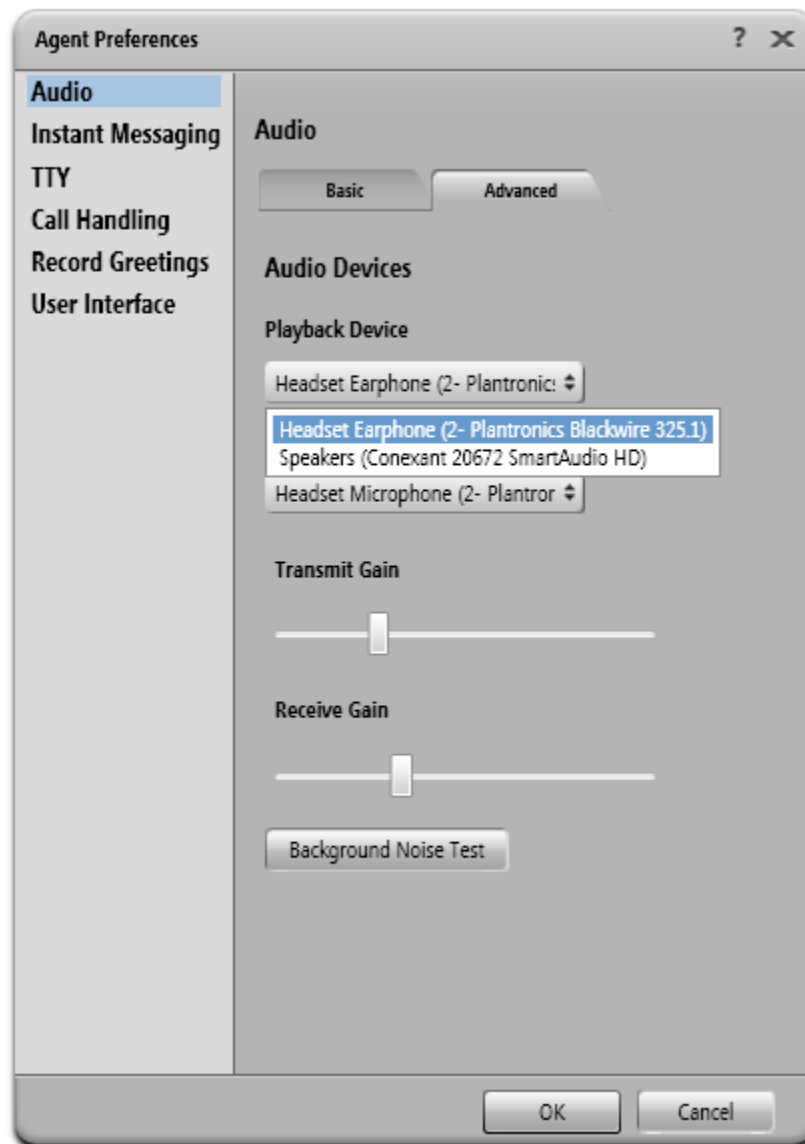 Agent Preferences
?
Audio
Instant Messaging
TTY
Call Handling
Record Greetings
User Interface
Audio
Basic
Advanced
Audio Devices
Playback Device
Headset Earphone (2- Plantronic:
Headset Earphone (2- Plantronics Blackwire 325.1)
Speakers (Conexant 20672 SmartAudio HD)
Headset Microphone (2- Plantror
Transmit Gain
Receive Gain
Background Noise Test
OK
Cancel